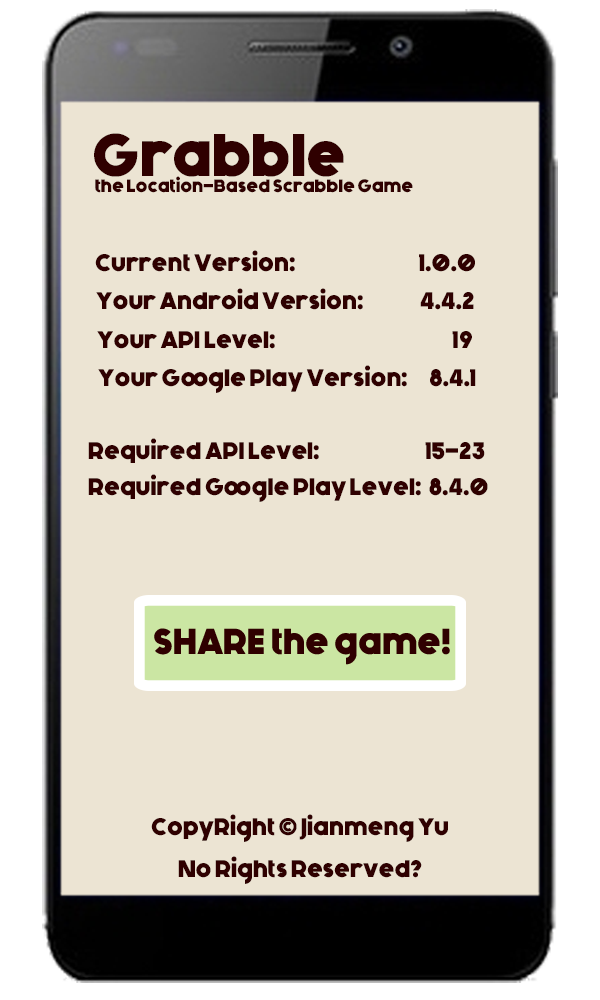 Grabble
the Location-Based Scrabble Game
Current Version: 1.0.0
Your Android Version: 4.4.2
Your API Level: 19
Your Google Play Version: 8.4.1
Required API Level: 15-23
Required Google Play Level: 8.4.0
SHARE the game!
CopyRight © Jianmeng Yu
No Rights Reserved?